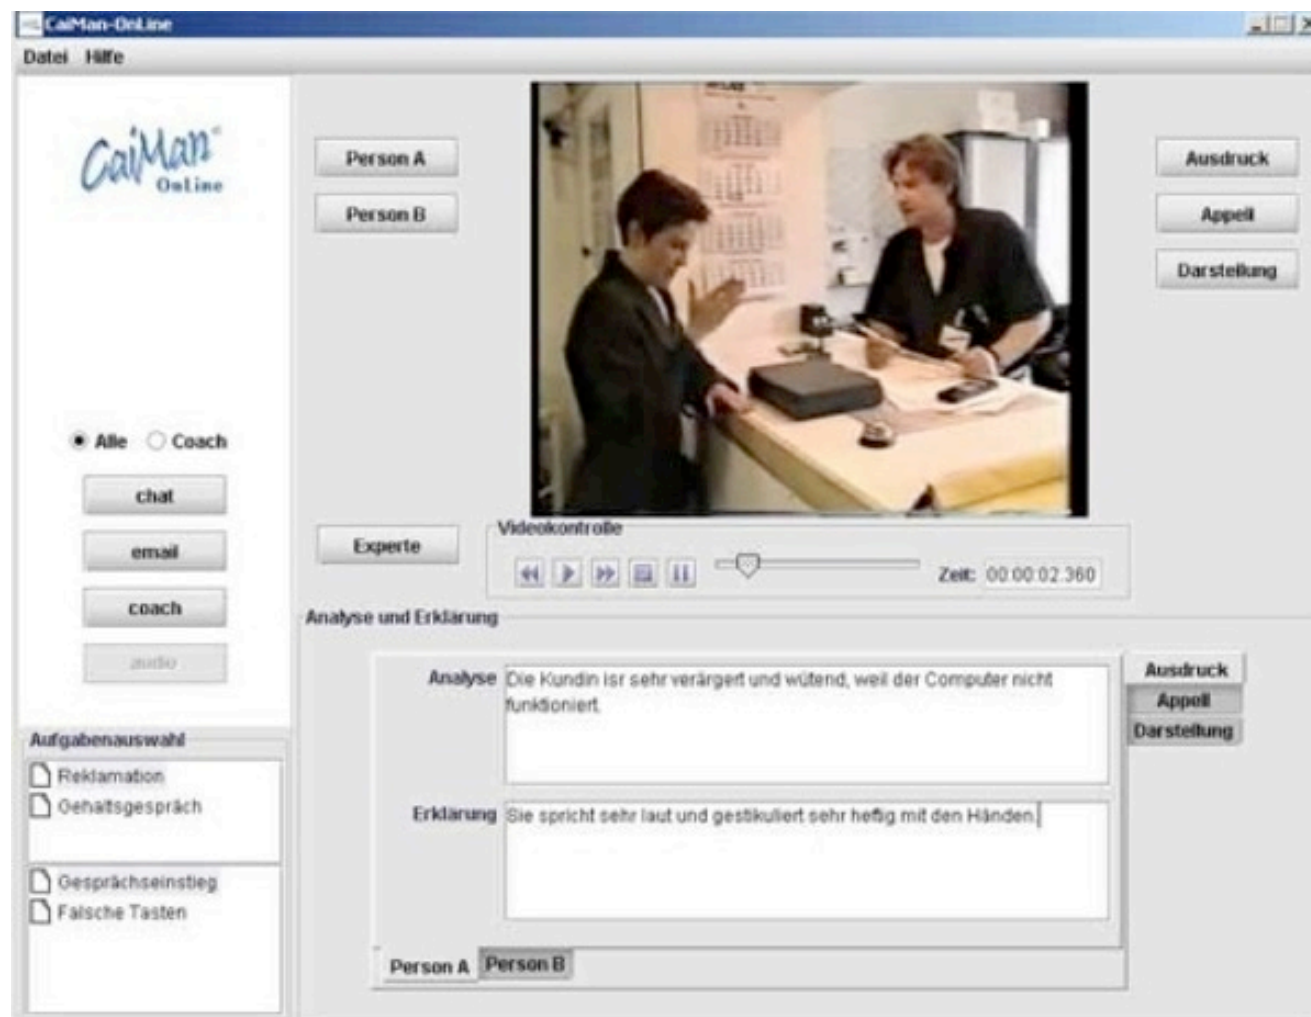 CaiMan-OnLine
Datei Hilfe
CaiMan
OnLine
Person A
Person B
Ausdruck
Appell
Darstellung
Alle Coach
chat
email
coach
audio
Experte
Videokontrolle
Zeit: 00:00:02.360
Analyse und Erklärung
Analyse
Die Kundin isr sehr verärgert und wütend, weil der Computer nicht
funktioniert.
Erklärung
Sie spricht sehr laut und gestikuliert sehr heftig mit den Händen.
Ausdruck
Appell
Darstellung
Person A Person B
Aufgabenauswahl
Reklamation
Gehaltsgespräch
Gesprächseinstieg
Falsche Tasten